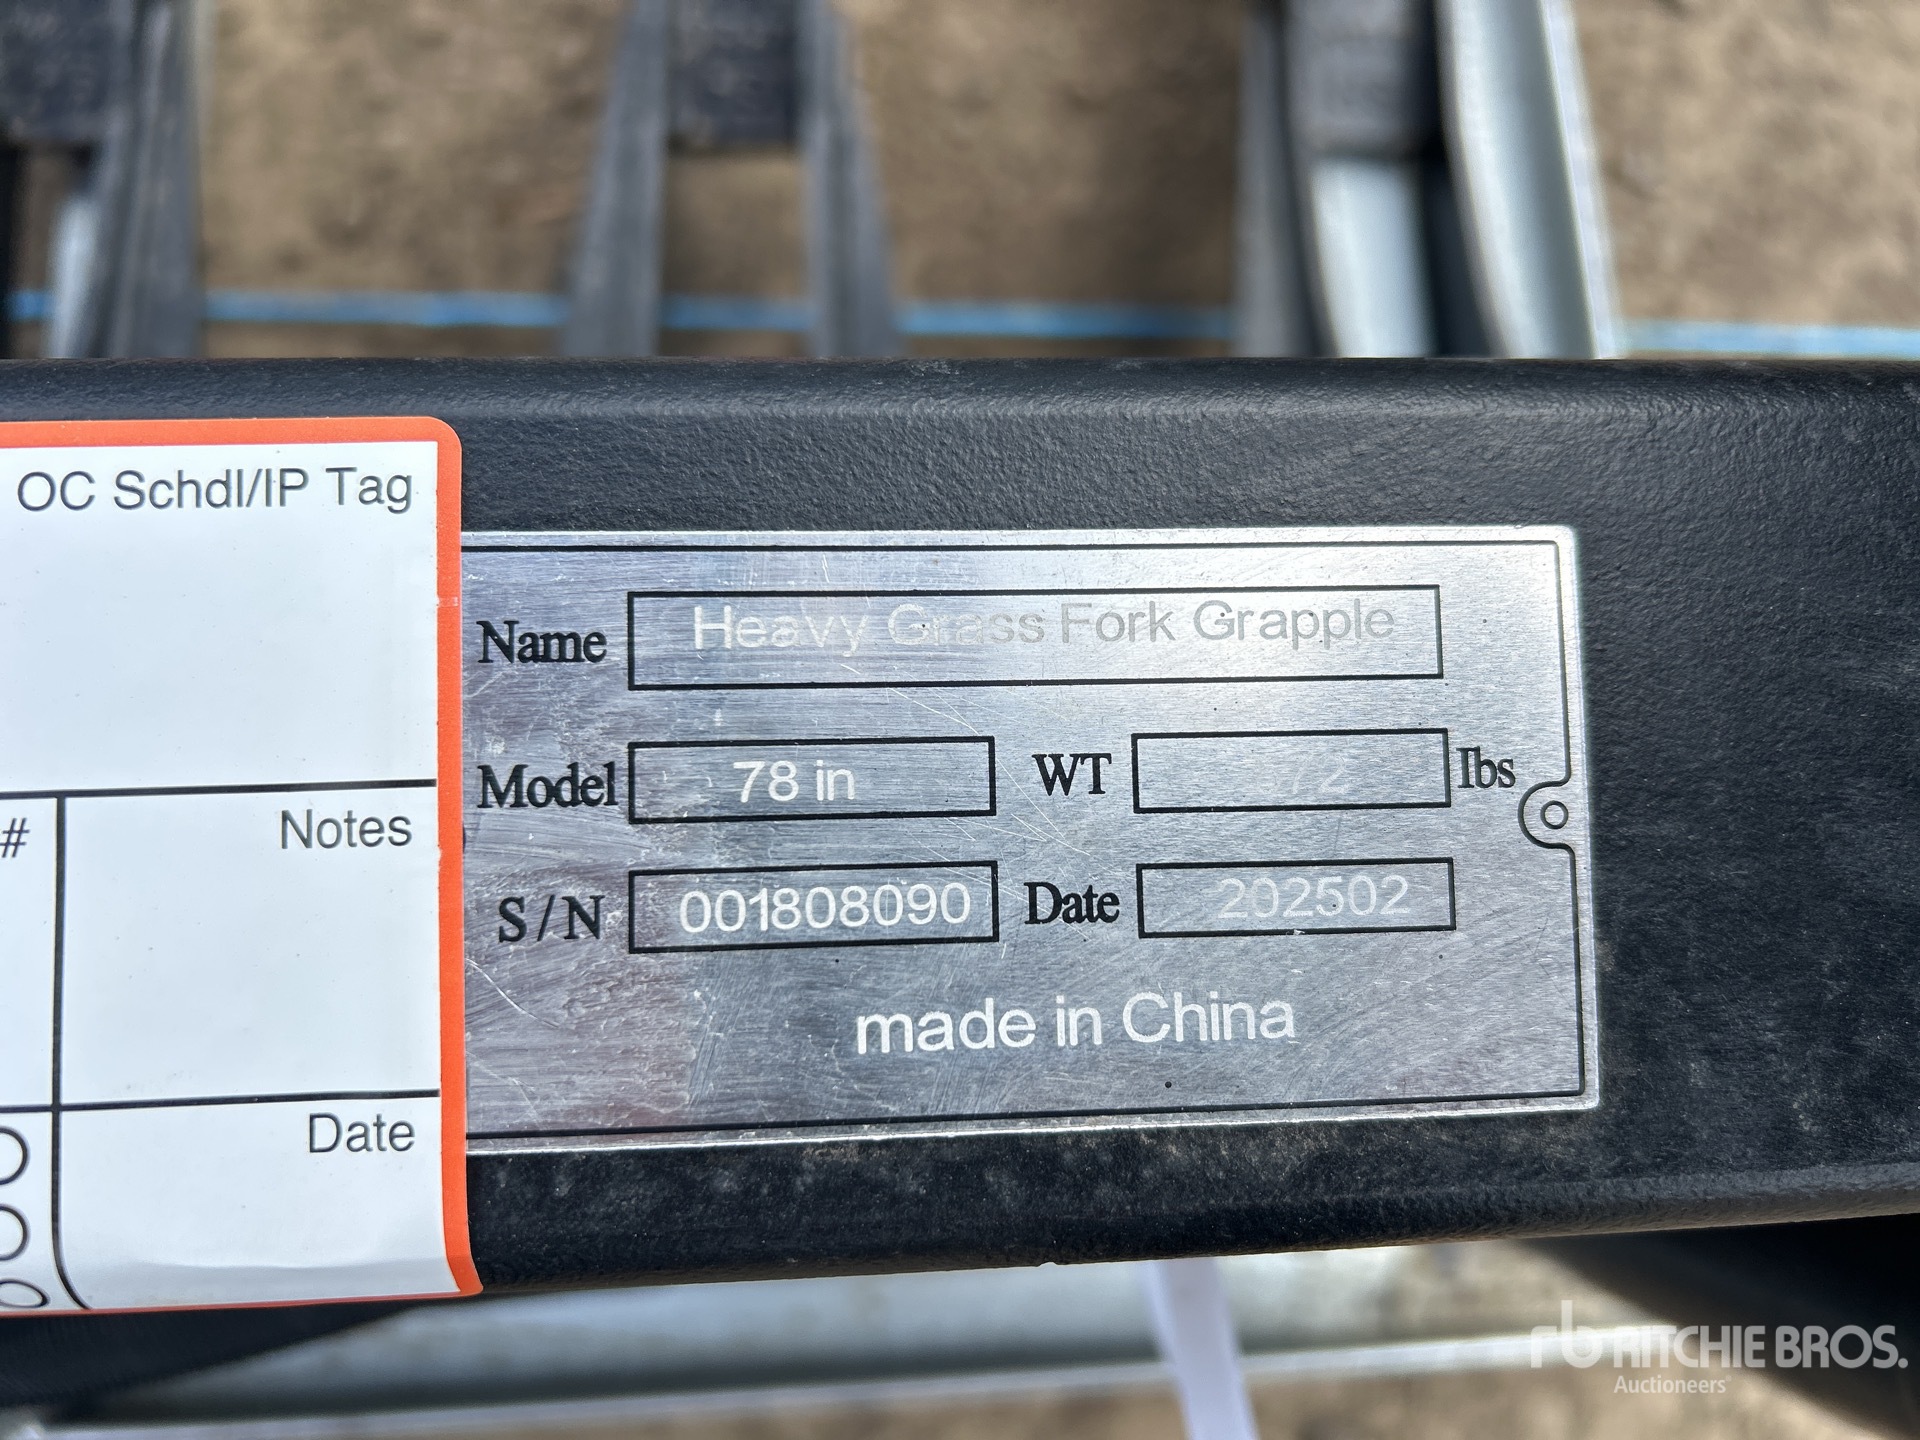 OC Schdl/IP Tag
#
Notes
Date
Name Heavy Grass Fork Grapple
Model 78 in WT lbs
S/N 001808090 Date 202502
made in China
rb RITCHIE BROS.
Auctioneers